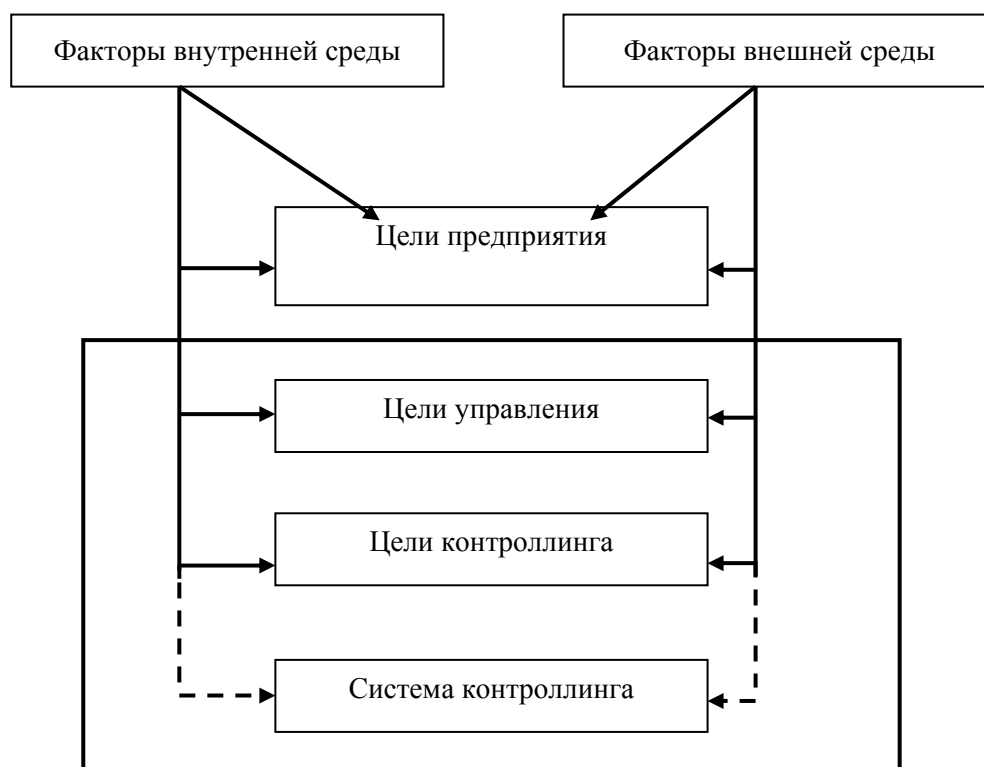 Факторы внутренней среды
Факторы внешней среды
Цели предприятия
Цели управления
Цели контроллинга
Система контроллинга